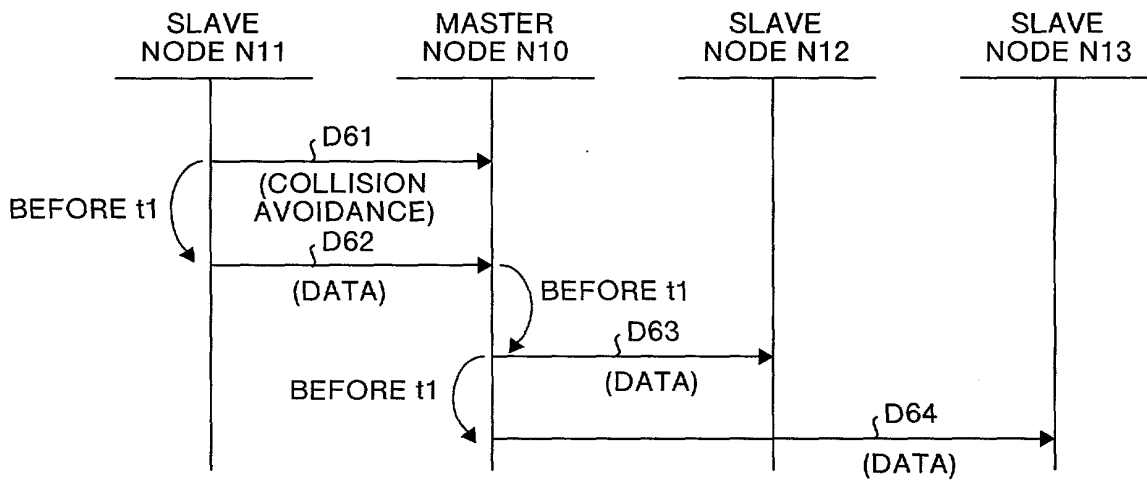 SLAVE
NODE N11
MASTER
NODE N10
SLAVE
NODE N12
SLAVE
NODE N13
D61
(COLLISION
AVOIDANCE)
BEFORE t1
D62
(DATA)
BEFORE t1
D63
(DATA)
BEFORE t1
D64
(DATA)